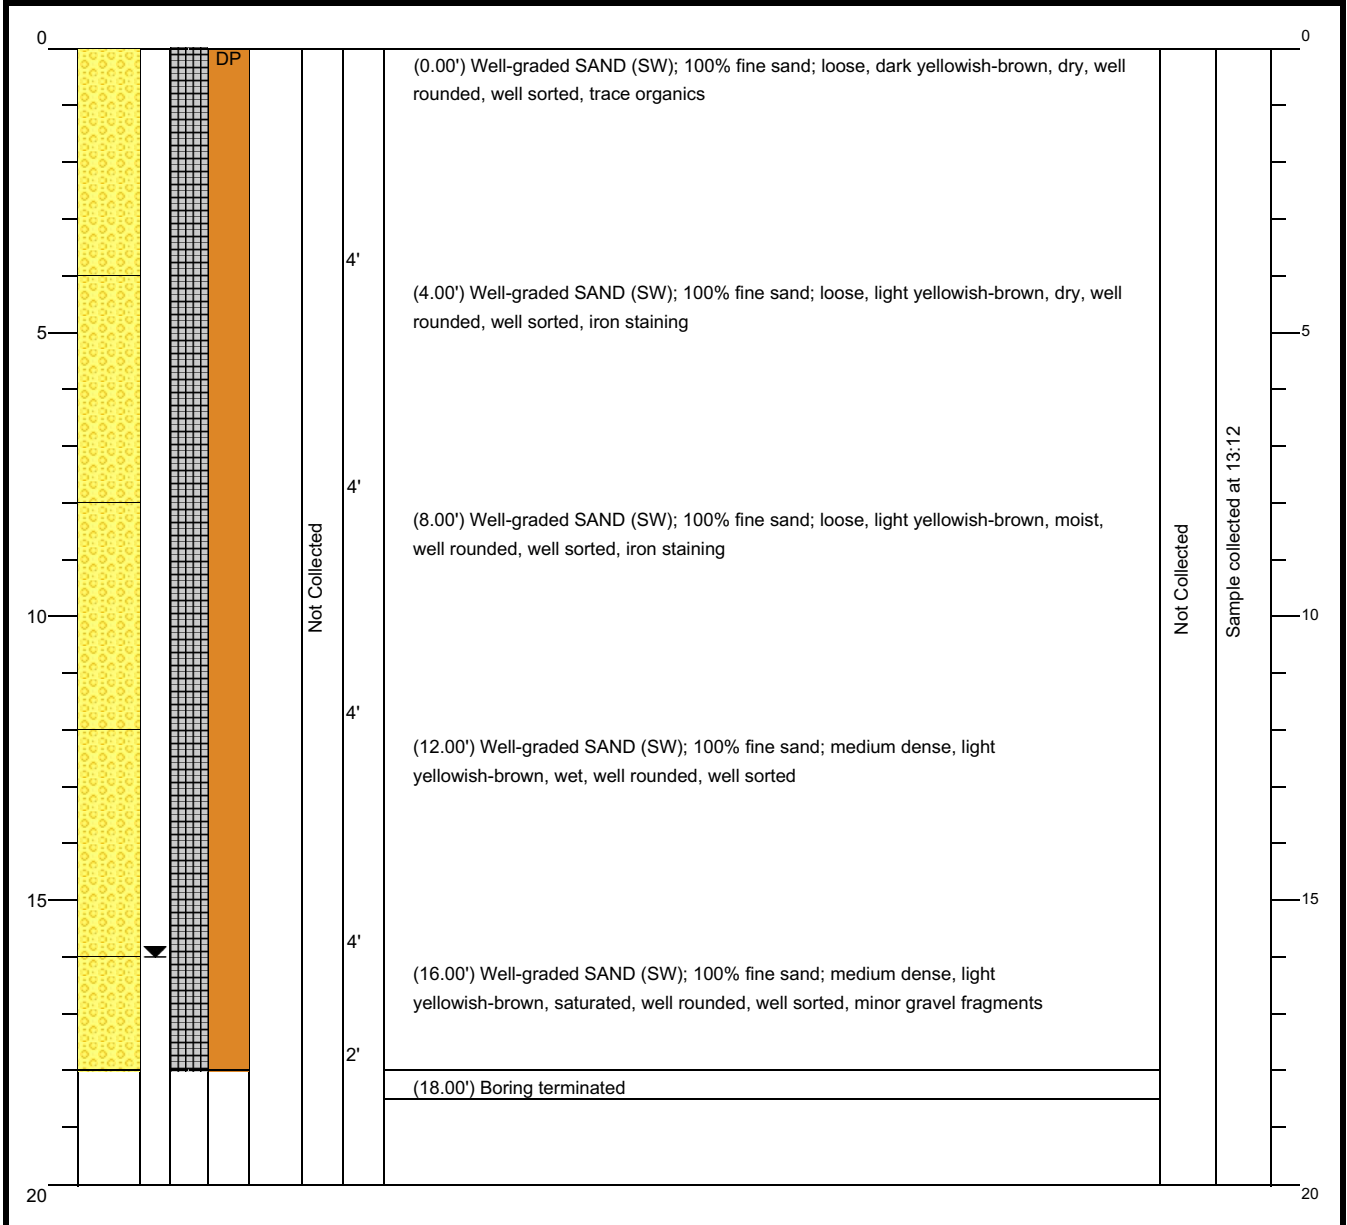 0
0
DP
(0.00') Well-graded SAND (SW); 100% fine sand; loose, dark yellowish-brown, dry, well
rounded, well sorted, trace organics
4'
(4.00') Well-graded SAND (SW); 100% fine sand; loose, light yellowish-brown, dry, well
rounded, well sorted, iron staining
5
5
4'
(8.00') Well-graded SAND (SW); 100% fine sand; loose, light yellowish-brown, moist,
well rounded, well sorted, iron staining
Not Collected
Not Collected
Sample collected at 13:12
10
10
4'
(12.00') Well-graded SAND (SW); 100% fine sand; medium dense, light
yellowish-brown, wet, well rounded, well sorted
15
15
4'
(16.00') Well-graded SAND (SW); 100% fine sand; medium dense, light
yellowish-brown, saturated, well rounded, well sorted, minor gravel fragments
2'
(18.00') Boring terminated
20
20